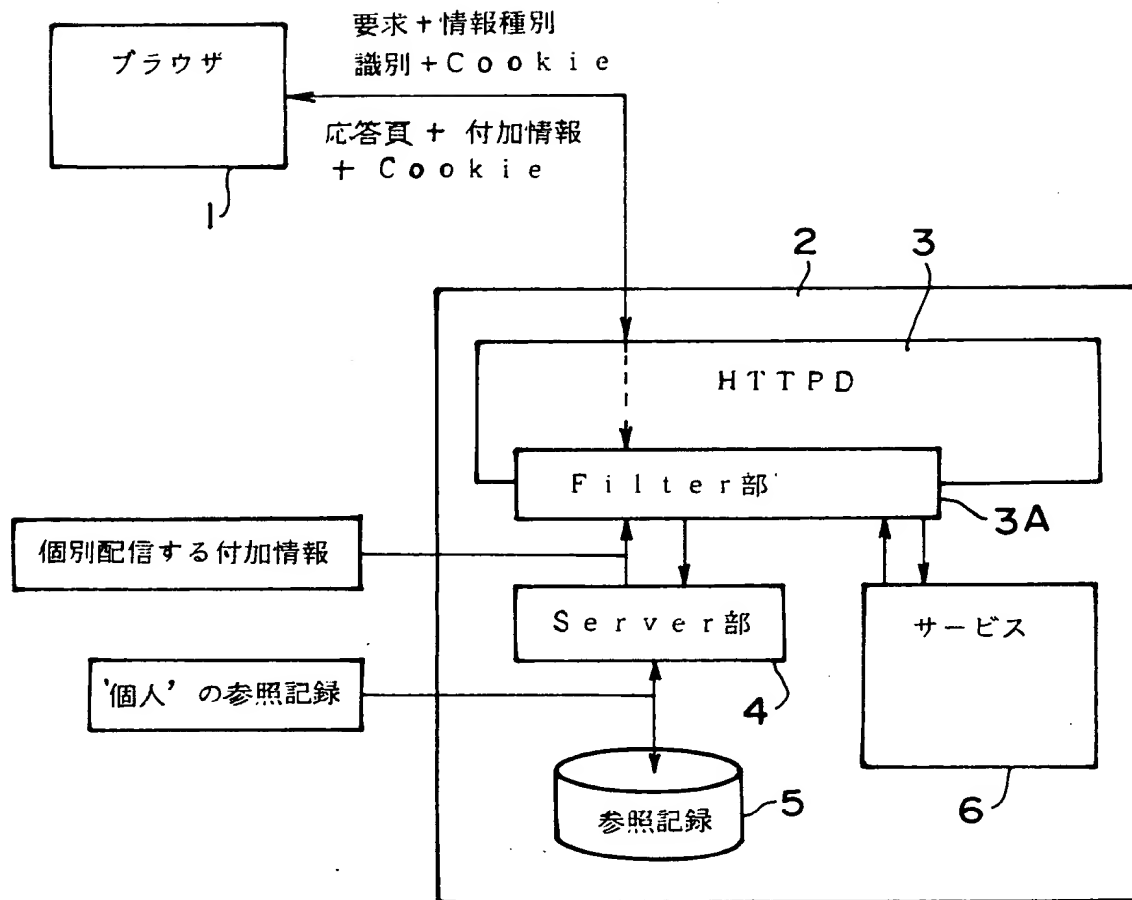 要求+情報種別
識別+Cookie
ブラウザ
応答頁+付加情報
+Cookie
1
2
3
HTTPD
Filter部
3A
個別配信する付加情報
Server部
サービス
'個人'の参照記録
4
5
6
参照記録